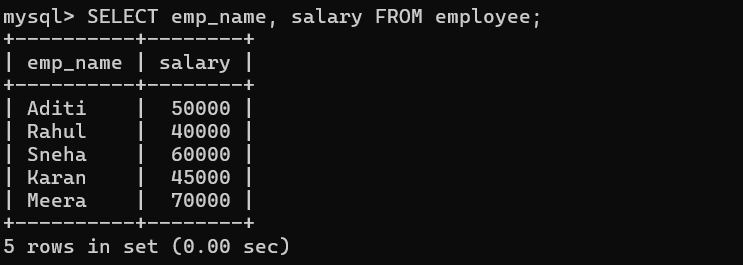 mysql> SELECT emp_name, salary FROM employee;
+----------+--------+
| emp_name | salary |
+----------+--------+
| Aditi    |  50000 |
| Rahul    |  40000 |
| Sneha    |  60000 |
| Karan    |  45000 |
| Meera    |  70000 |
+----------+--------+
5 rows in set (0.00 sec)